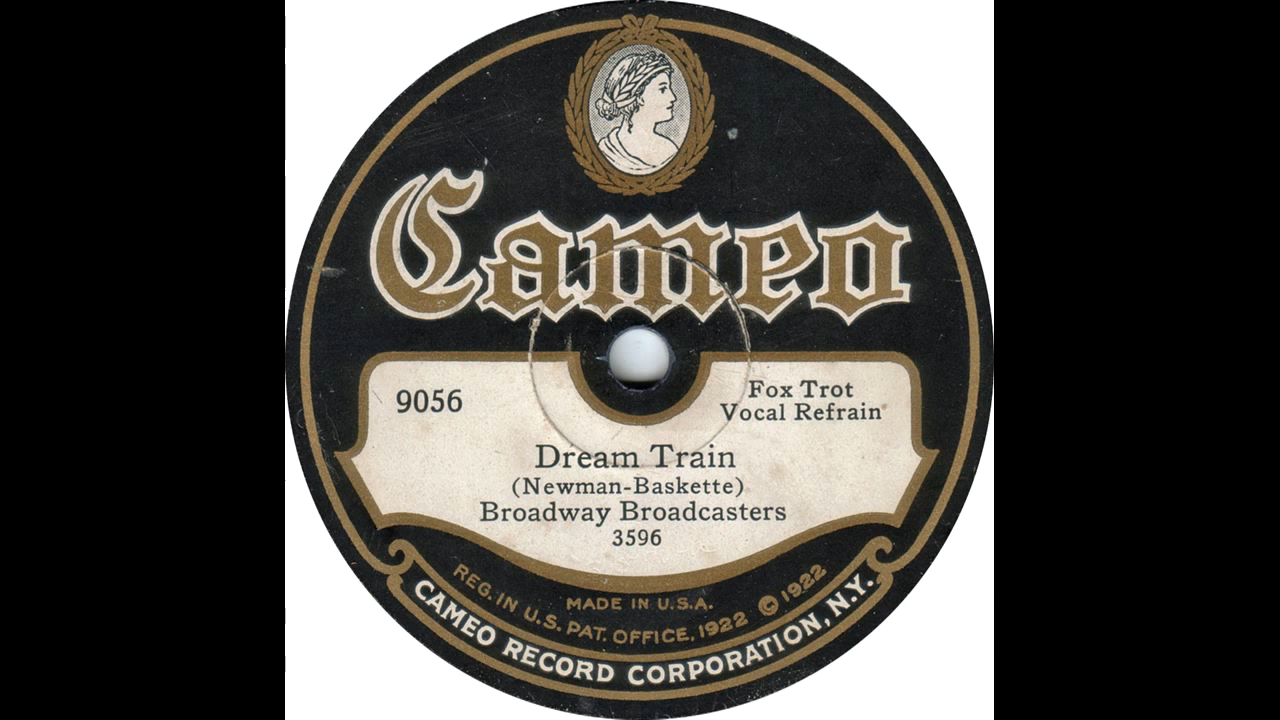 Cameo
9056
Fox Trot
Vocal Refrain
Dream Train
(Newman-Baskette)
Broadway Broadcasters
3596
MADE IN U.S.A.
REG. IN U.S. PAT. OFFICE, 1922 © 1922
CAMEO RECORD CORPORATION, N.Y.